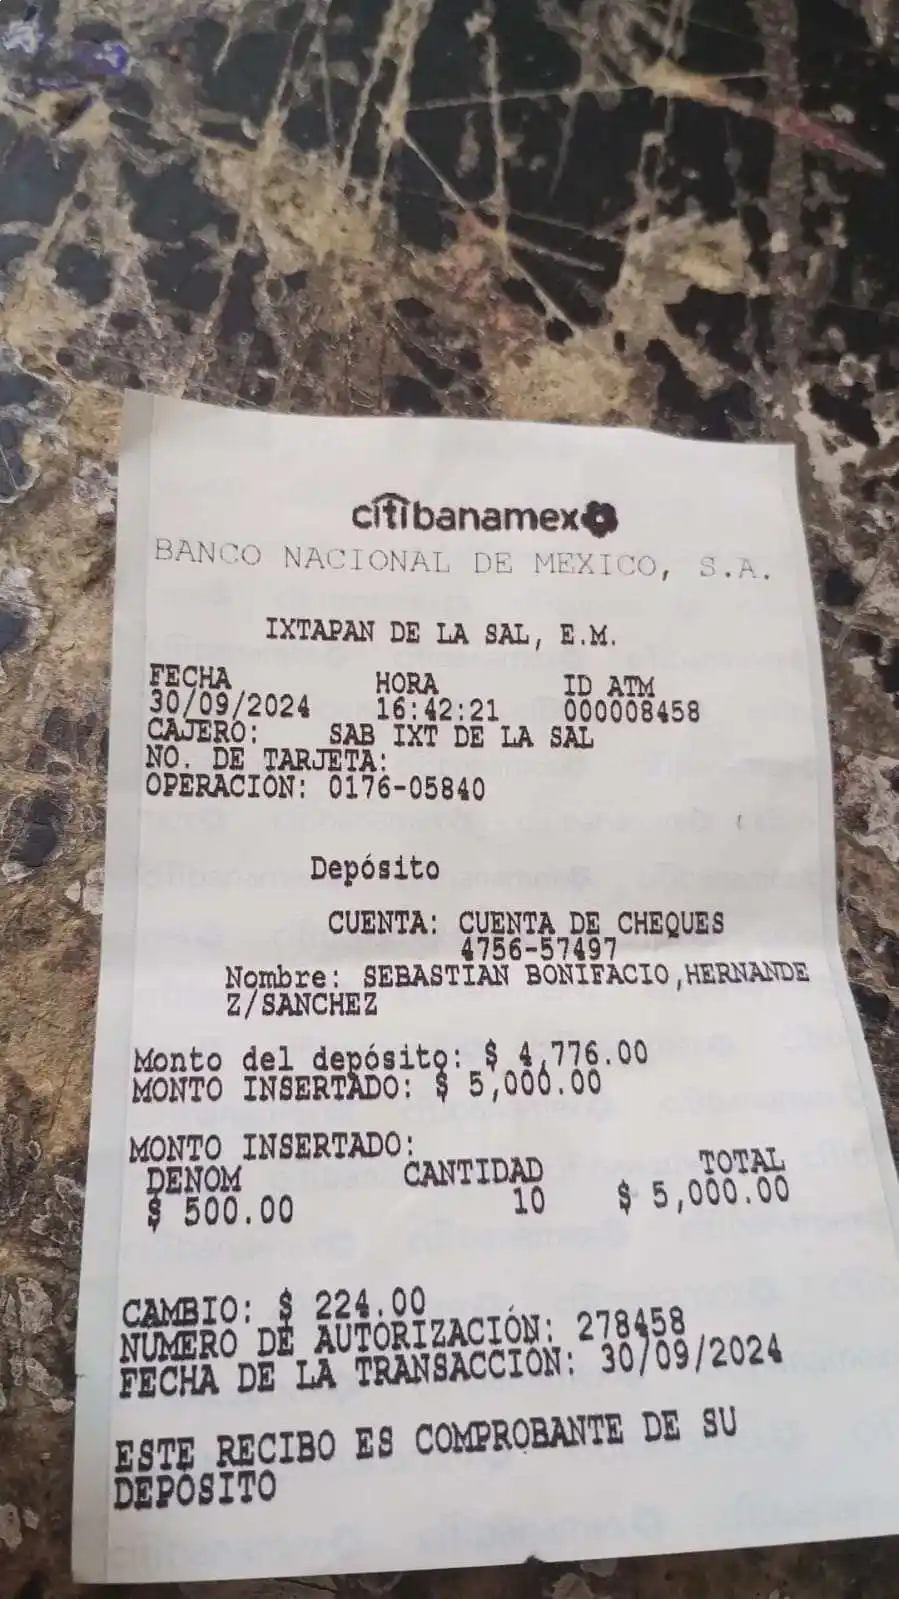 citibanamex
BANCO NACIONAL DE MEXICO, S.A.
IXTAPAN DE LA SAL, E.M.
FECHA HORA ID ATM
30/09/2024 16:42:21 000008458
CAJERO: SAB IXT DE LA SAL
NO. DE TARJETA:
OPERACIÓN: 0176-05840
Depósito
CUENTA: CUENTA DE CHEQUES
4756-57497
Nombre: SEBASTIAN BONIFACIO,HERNANDE
Z/SANCHEZ
Monto del depósito: $ 4,776.00
MONTO INSERTADO: $ 5,000.00
MONTO INSERTADO:
DENOM CANTIDAD TOTAL
$ 500.00 10 $ 5,000.00
CAMBIO: $ 224.00
NUMERO DE AUTORIZACIÓN: 278458
FECHA DE LA TRANSACCIÓN: 30/09/2024
ESTE RECIBO ES COMPROBANTE DE SU
DEPÓSITO